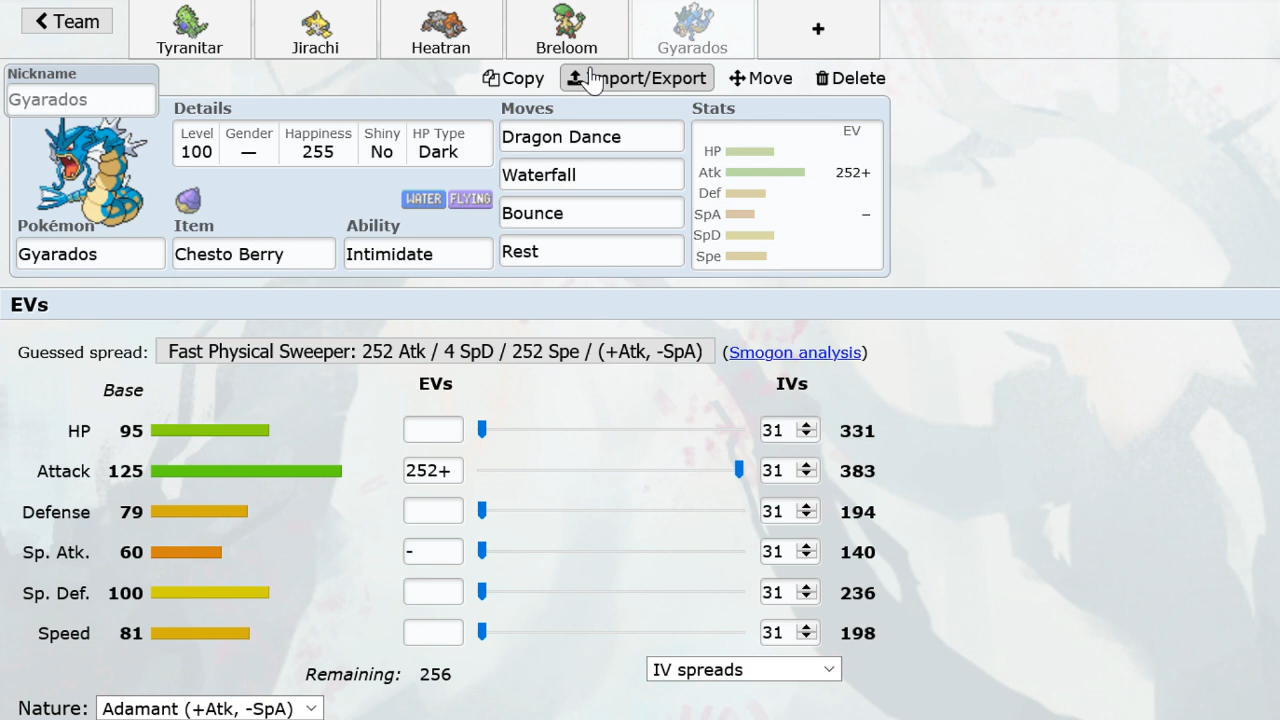 Team
Tyranitar
Jirachi
Heatran
Breloom
Gyarados
+
Nickname
Gyarados
Copy
Import/Export
Move
Delete
Details
Moves
Stats
Level
Gender
Happiness
Shiny
HP Type
100
—
255
No
Dark
WATER FLYING
Pokémon
Item
Ability
Gyarados
Chesto Berry
Intimidate
Dragon Dance
Waterfall
Bounce
Rest
EV
HP
Atk 252+
Def
SpA –
SpD
Spe
EVs
Guessed spread: Fast Physical Sweeper: 252 Atk / 4 SpD / 252 Spe / (+Atk, -SpA) (Smogon analysis)
Base EVs IVs
HP 95 31 331
Attack 125 252+ 31 383
Defense 79 31 194
Sp. Atk. 60 - 31 140
Sp. Def. 100 31 236
Speed 81 31 198
Remaining: 256 IV spreads
Nature: Adamant (+Atk, -SpA)